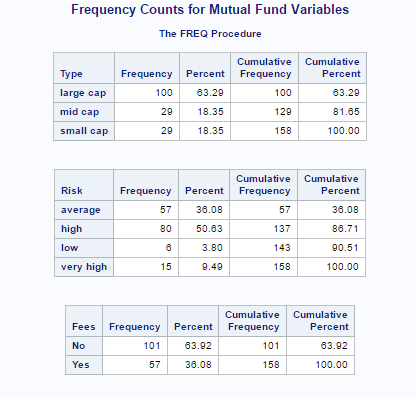 Frequency Counts for Mutual Fund Variables
The FREQ Procedure
Type Frequency Percent Cumulative Frequency Cumulative Percent
large cap 100 63.29 100 63.29
mid cap 29 18.35 129 81.65
small cap 29 18.35 158 100.00
Risk Frequency Percent Cumulative Frequency Cumulative Percent
average 57 36.08 57 36.08
high 80 50.63 137 86.71
low 6 3.80 143 90.51
very high 15 9.49 158 100.00
Fees Frequency Percent Cumulative Frequency Cumulative Percent
No 101 63.92 101 63.92
Yes 57 36.08 158 100.00